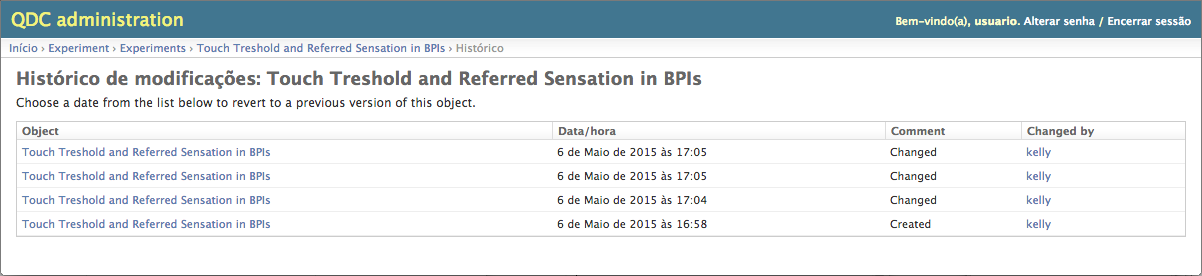 QDC administration
Bem-vindo(a), usuario. Alterar senha / Encerrar sessão
Início › Experiment › Experiments › Touch Treshold and Referred Sensation in BPIs › Histórico
Histórico de modificações: Touch Treshold and Referred Sensation in BPIs
Choose a date from the list below to revert to a previous version of this object.
Object Data/hora Comment Changed by
Touch Treshold and Referred Sensation in BPIs 6 de Maio de 2015 às 17:05 Changed kelly
Touch Treshold and Referred Sensation in BPIs 6 de Maio de 2015 às 17:05 Changed kelly
Touch Treshold and Referred Sensation in BPIs 6 de Maio de 2015 às 17:04 Changed kelly
Touch Treshold and Referred Sensation in BPIs 6 de Maio de 2015 às 16:58 Created kelly